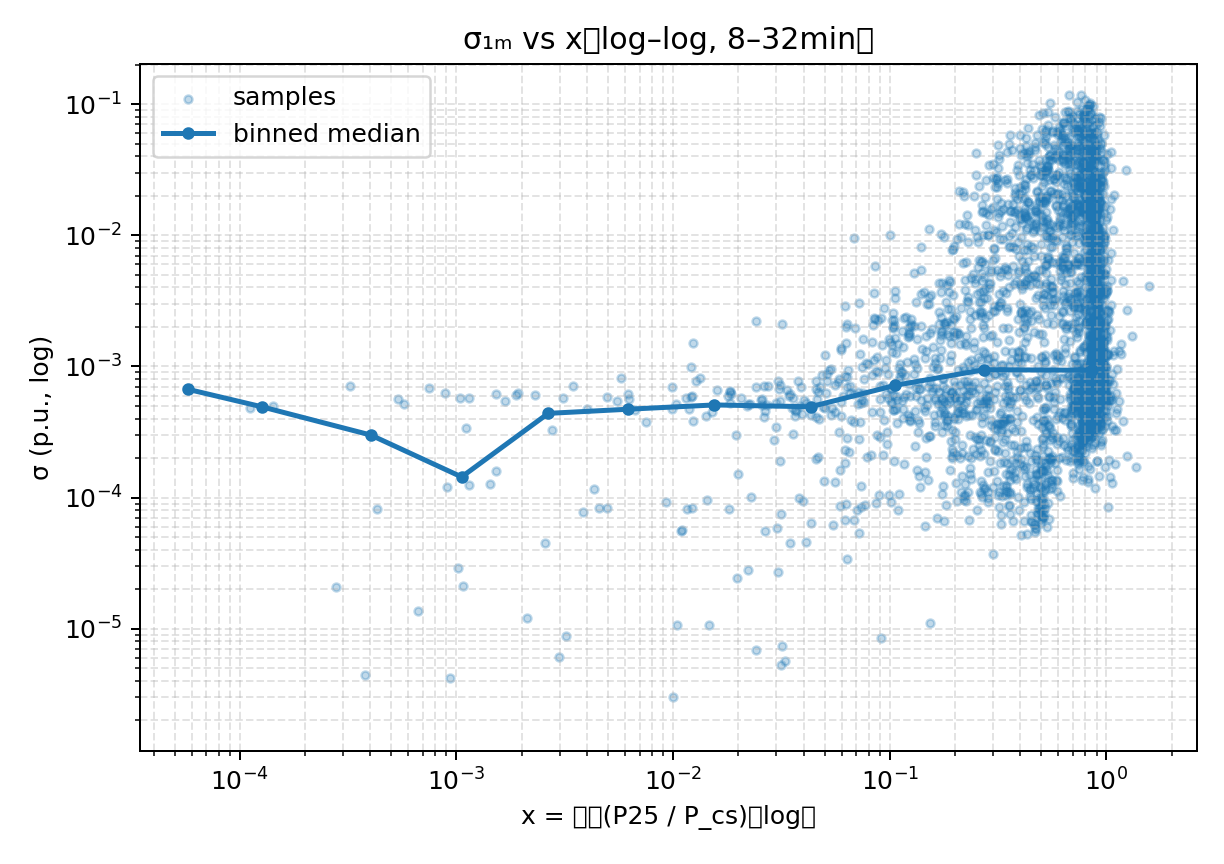 σ₁ₘ vs x▯log–log, 8–32min▯
samples
binned median
10⁻¹
10⁻²
10⁻³
10⁻⁴
10⁻⁵
σ (p.u., log)
10⁻⁴ 10⁻³ 10⁻² 10⁻¹ 10⁰
x = ▯▯(P25 / P_cs)▯log▯